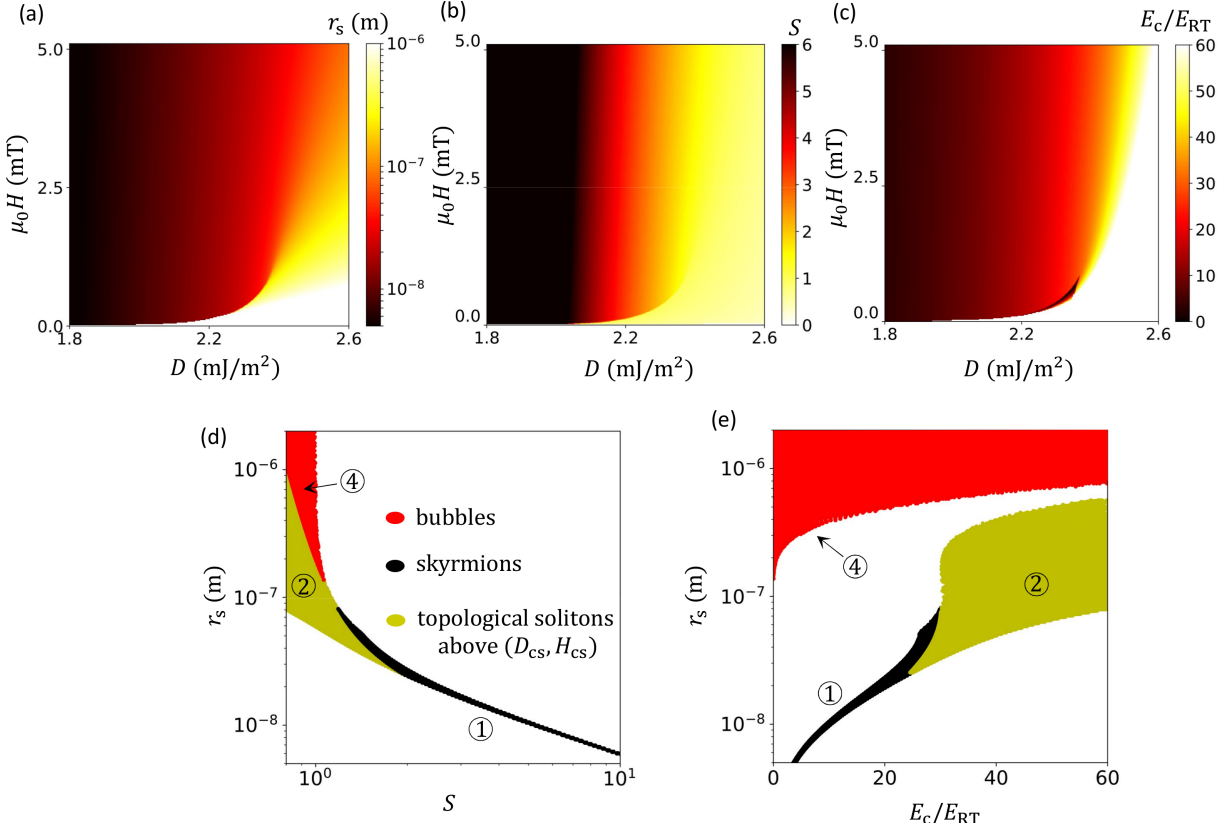 (a)
r_s (m)
10^−6
10^−7
10^−8
5.0
2.5
0.0
μ_0H (mT)
1.8
2.2
2.6
D (mJ/m^2)
(b)
S
6
5
4
3
2
1
0
5.0
2.5
0.0
μ_0H (mT)
1.8
2.2
2.6
D (mJ/m^2)
(c)
E_c/E_RT
60
50
40
30
20
10
0
5.0
2.5
0.0
μ_0H (mT)
1.8
2.2
2.6
D (mJ/m^2)
(d)
r_s (m)
10^−6
10^−7
10^−8
④
②
①
bubbles
skyrmions
topological solitons
above (D_cs, H_cs)
10^0
10^1
S
(e)
r_s (m)
10^−6
10^−7
10^−8
④
②
①
0
20
40
60
E_c/E_RT